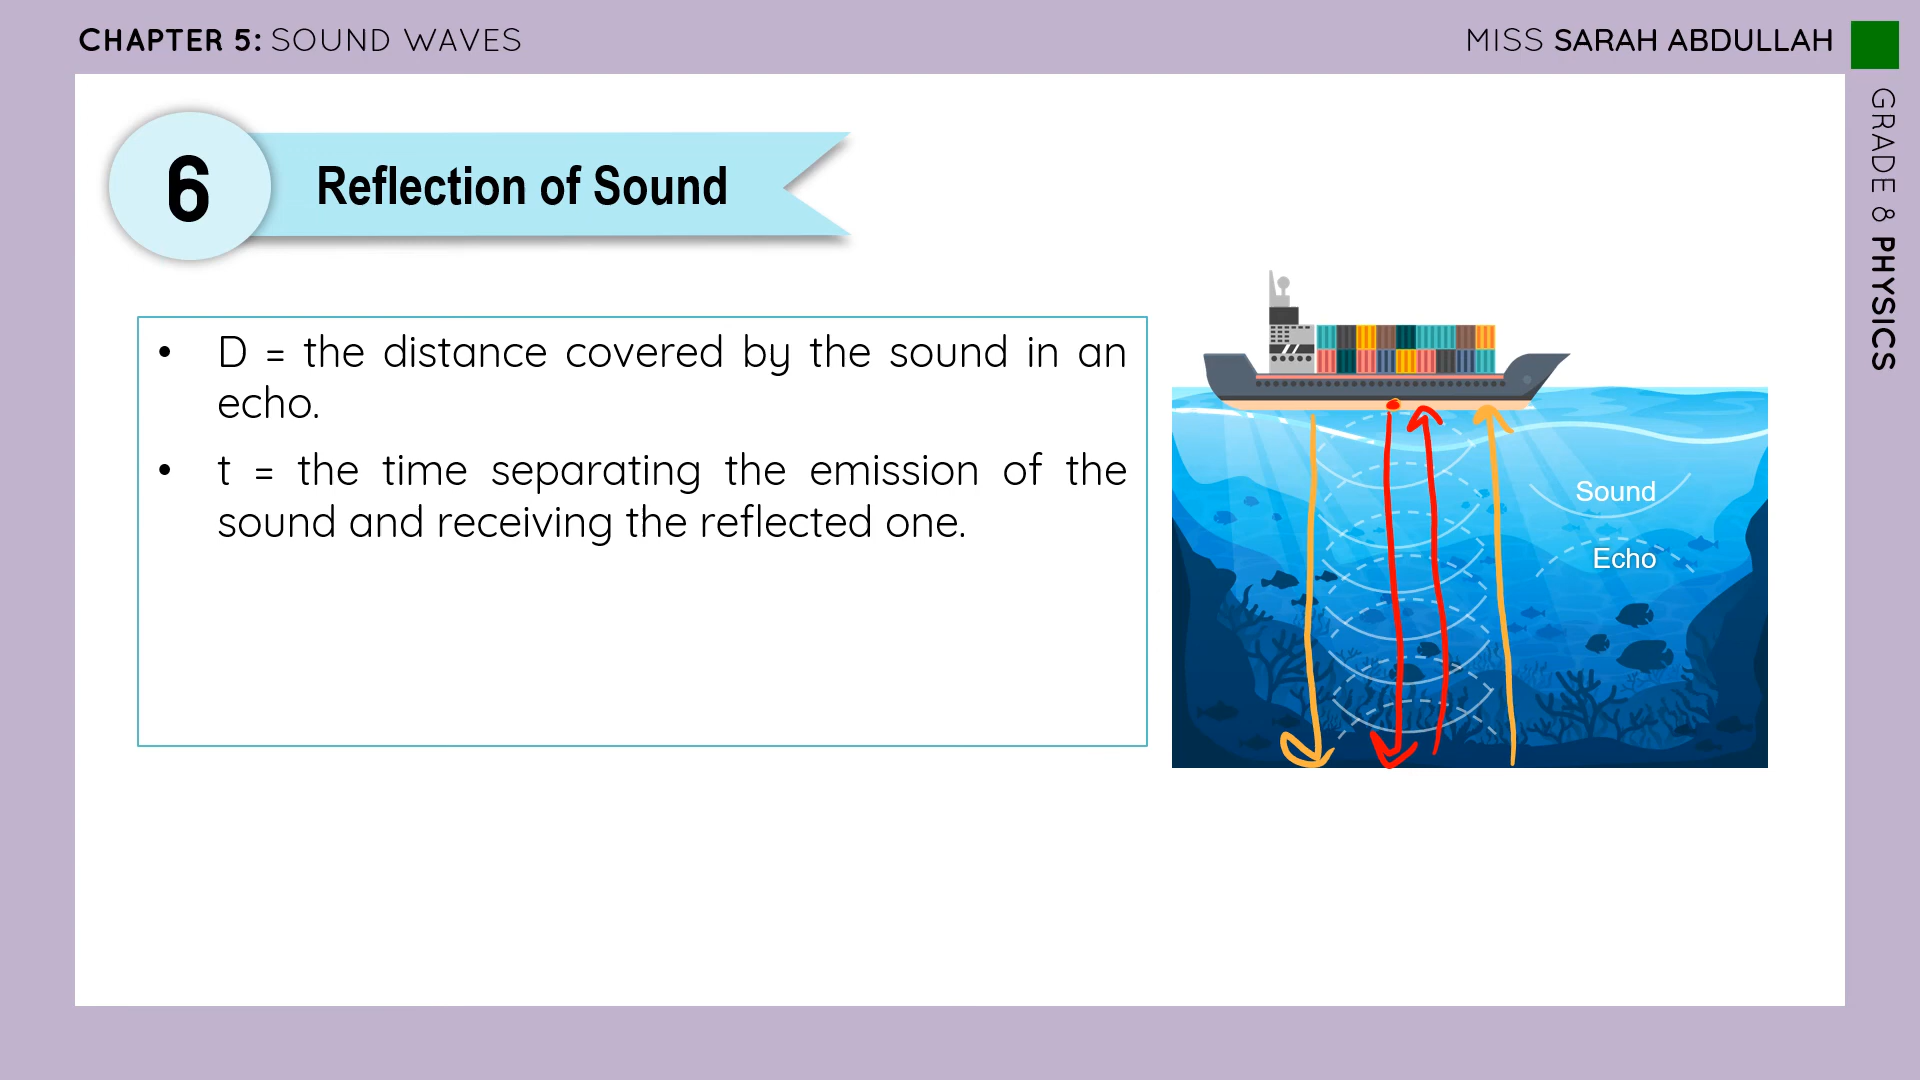 CHAPTER 5: SOUND WAVES
MISS SARAH ABDULLAH
GRADE 8 PHYSICS
6
Reflection of Sound
• D = the distance covered by the sound in an
echo.
• t = the time separating the emission of the
sound and receiving the reflected one.
Sound
Echo